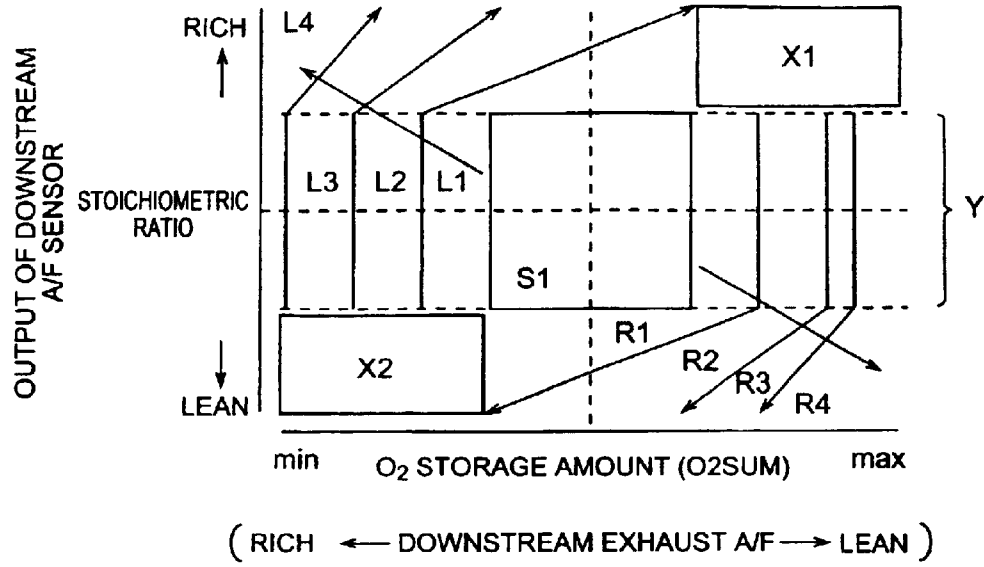 RICH
L4
X1
OUTPUT OF DOWNSTREAM
A/F SENSOR
STOICHIOMETRIC
RATIO
L3
L2
L1
Y
S1
X2
R1
R2
R3
R4
LEAN
min
O₂ STORAGE AMOUNT (O2SUM)
max
( RICH ← DOWNSTREAM EXHAUST A/F → LEAN )